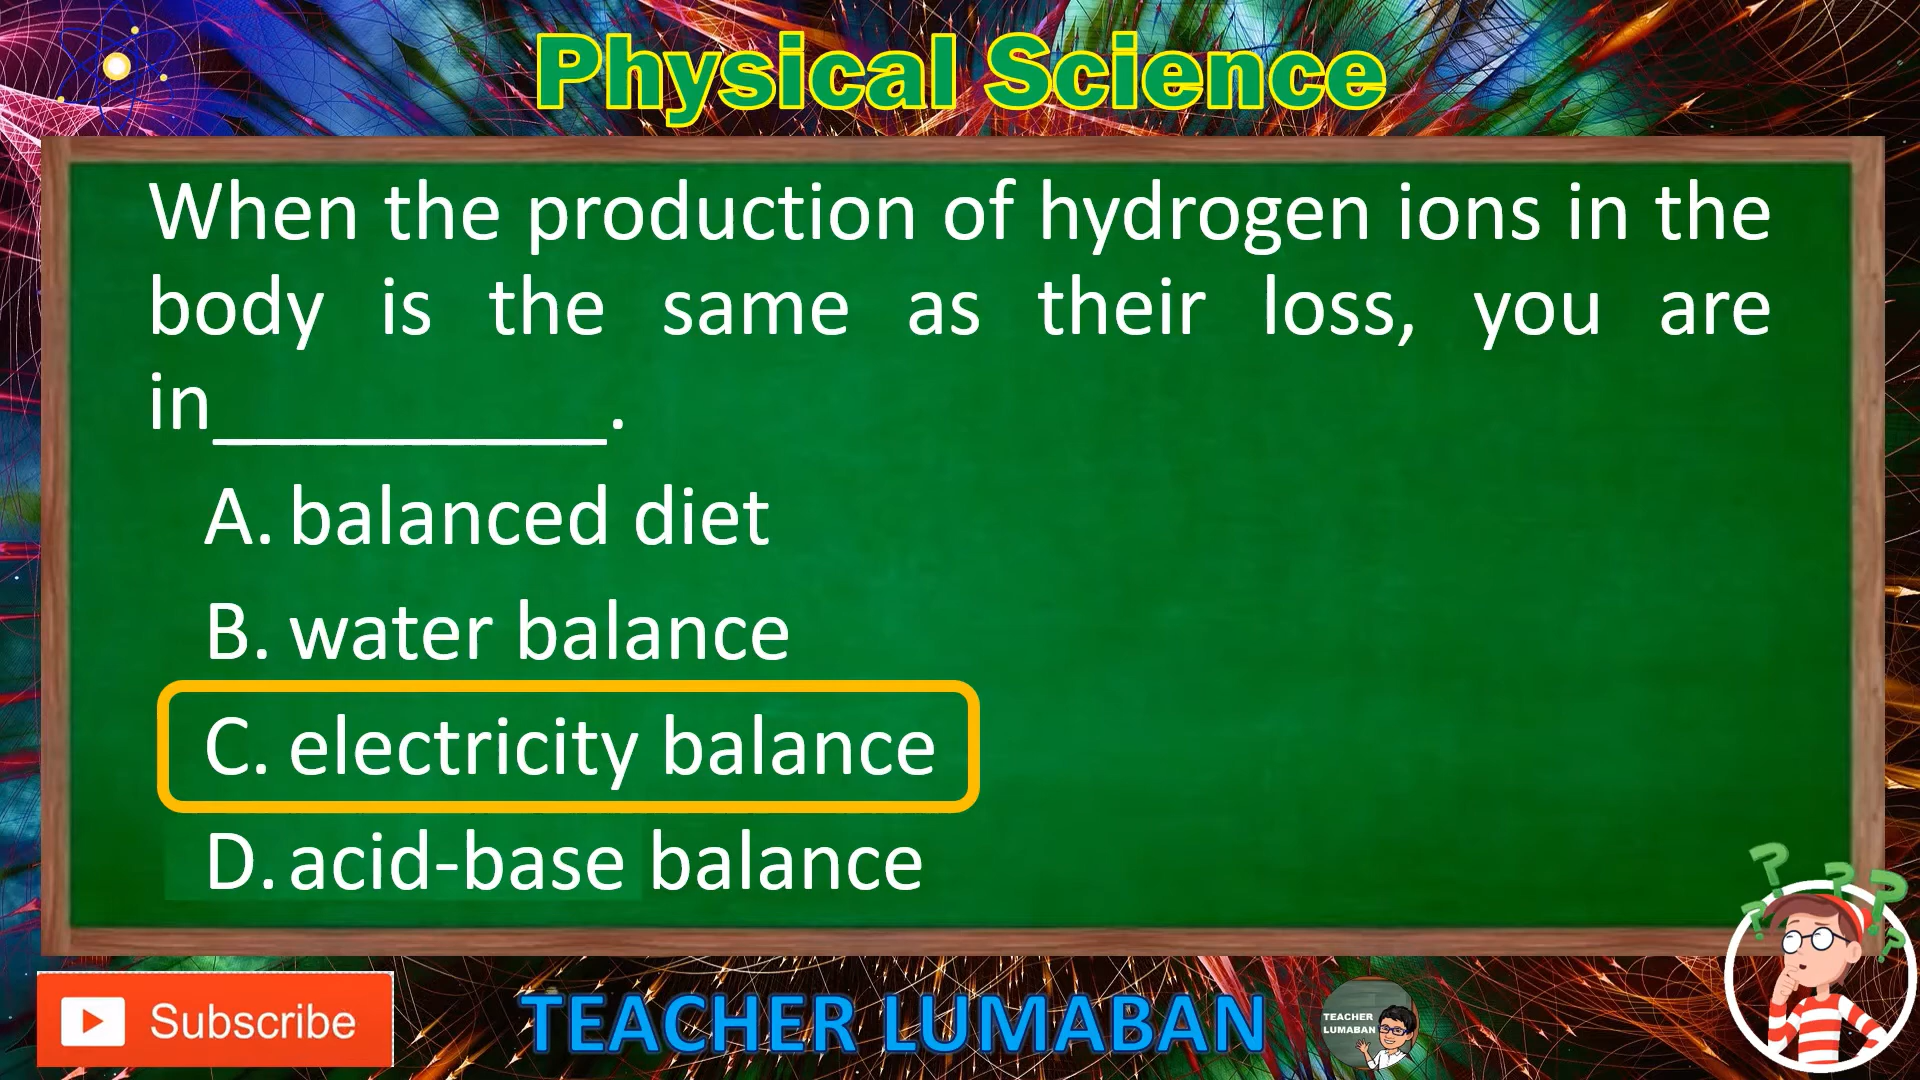 Physical Science
When the production of hydrogen ions in the
body is the same as their loss, you are
in_________.
A. balanced diet
B. water balance
C. electricity balance
D. acid-base balance
Subscribe
TEACHER LUMABAN
TEACHER
LUMABAN